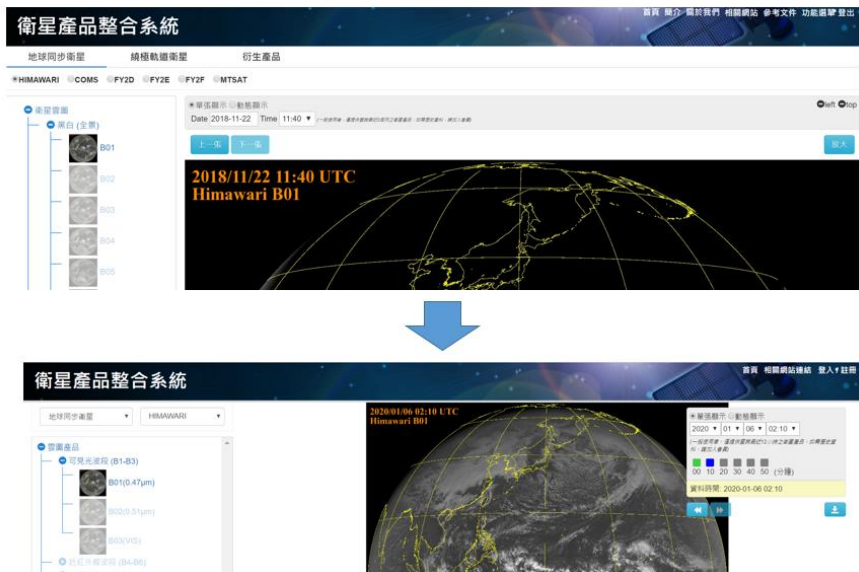 首頁 簡介 關於我們 相關網站 參考文件 功能選單 登出
衛星產品整合系統
地球同步衛星 繞極軌道衛星 衍生產品
HIMAWARI COMS FY2D FY2E FY2F MTSAT
衛星雲圖
黑白 (全景)
B01
B02
B03
B04
B05
單張顯示 動態顯示
left top
Date 2018-11-22 Time 11:40
上一張 下一張
放大
2018/11/22 11:40 UTC
Himawari B01
首頁 相關網站連結 登入/註冊
衛星產品整合系統
地球同步衛星 HIMAWARI
雲圖產品
可見光波段 (B1-B3)
B01(0.47μm)
B02(0.51μm)
B03(VIS)
近紅外線波段 (B4-B6)
2020/01/06 02:10 UTC
Himawari B01
單張顯示 動態顯示
2020 01 06 02:10
00 10 20 30 40 50 (分鐘)
資料時間: 2020-01-06 02:10